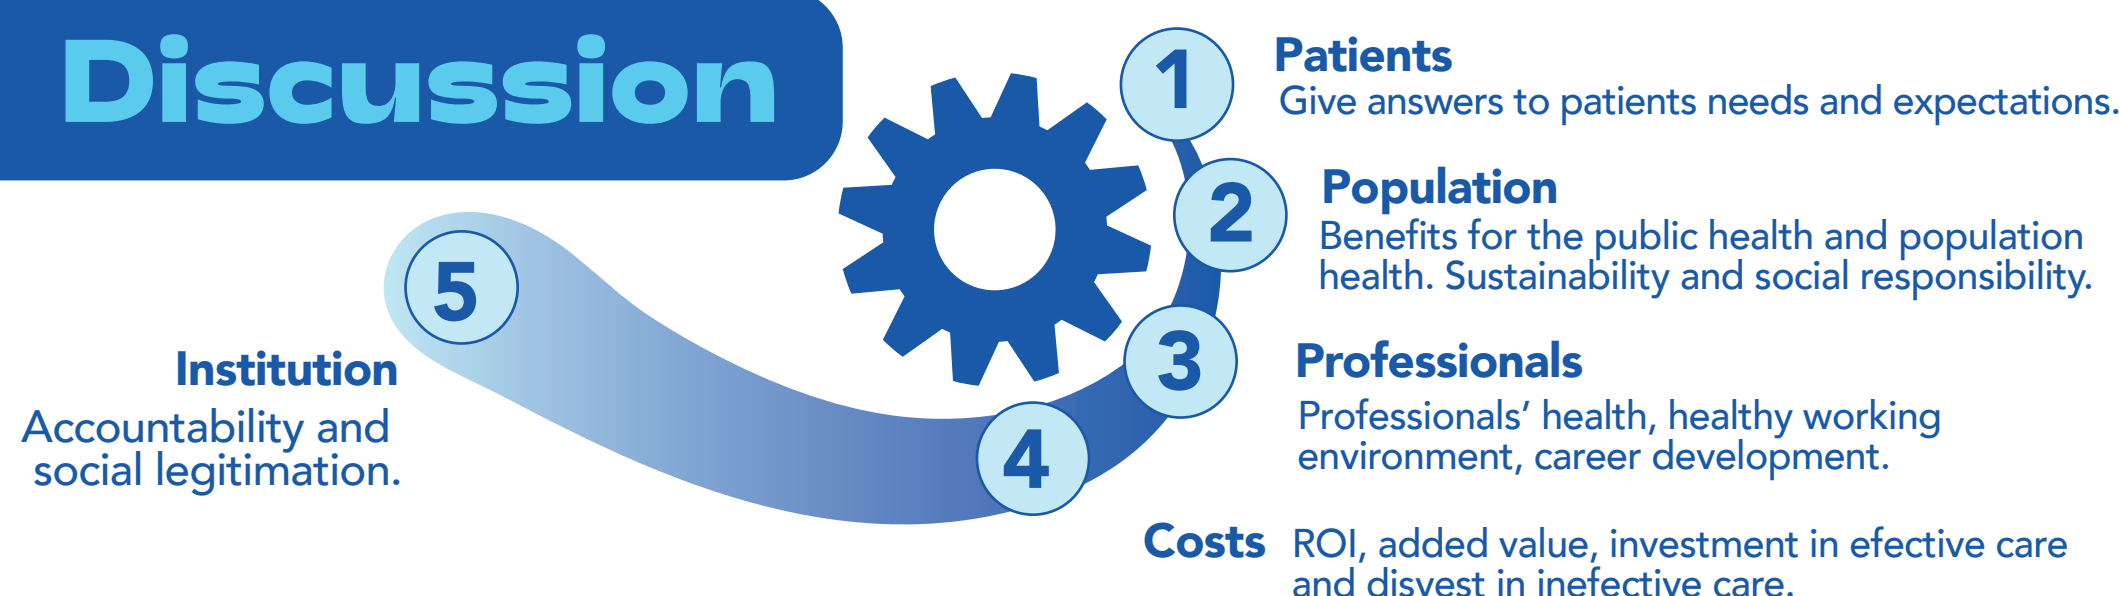 Discussion
1
Patients
Give answers to patients needs and expectations.
2
Population
Benefits for the public health and population
health. Sustainability and social responsibility.
3
Professionals
Professionals’ health, healthy working
environment, career development.
4
Costs ROI, added value, investment in efective care
and disvest in inefective care.
5
Institution
Accountability and
social legitimation.